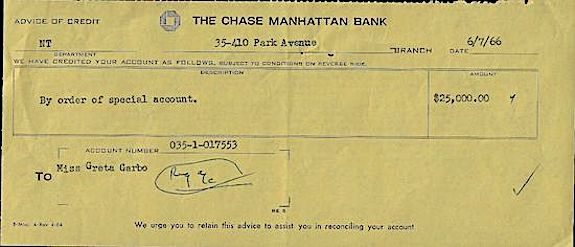 ADVICE OF CREDIT THE CHASE MANHATTAN BANK
NT 35-410 Park Avenue BRANCH DATE 6/7/66
DEPARTMENT
WE HAVE CREDITED YOUR ACCOUNT AS FOLLOWS, SUBJECT TO CONDITIONS ON REVERSE SIDE.
DESCRIPTION AMOUNT
By order of special account. $25,000.00
ACCOUNT NUMBER 035-1-017553
TO Miss Greta Garbo
We urge you to retain this advice to assist you in reconciling your account